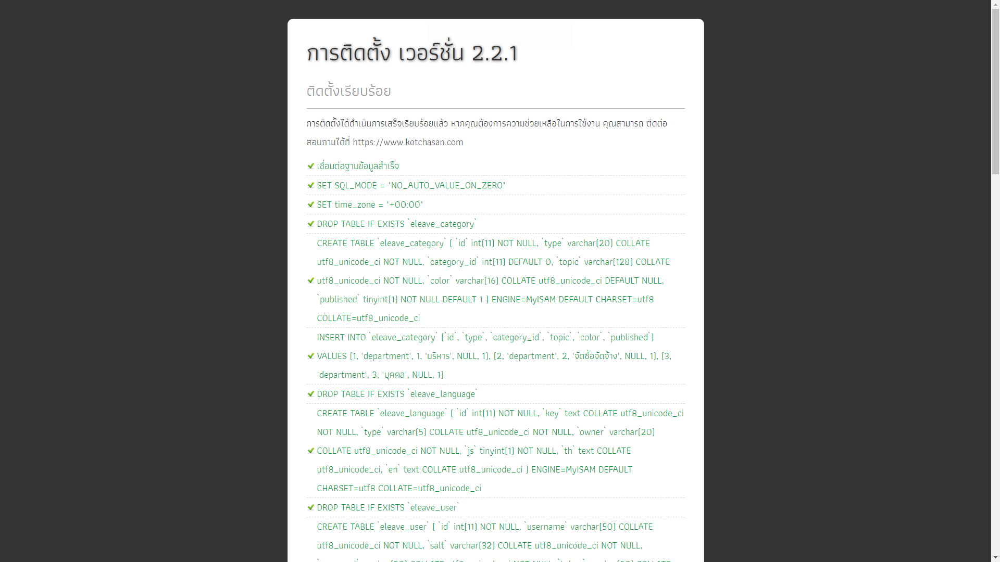 การติดตั้ง เวอร์ชั่น 2.2.1
ติดตั้งเรียบร้อย
การติดตั้งได้ดำเนินการเสร็จเรียบร้อยแล้ว หากคุณต้องการความช่วยเหลือในการใช้งาน คุณสามารถ ติดต่อ
สอบถามได้ที่ https://www.kotchasan.com
เชื่อมต่อฐานข้อมูลสำเร็จ
SET SQL_MODE = "NO_AUTO_VALUE_ON_ZERO"
SET time_zone = "+00:00"
DROP TABLE IF EXISTS `eleave_category`
CREATE TABLE `eleave_category` ( `id` int(11) NOT NULL, `type` varchar(20) COLLATE
utf8_unicode_ci NOT NULL, `category_id` int(11) DEFAULT 0, `topic` varchar(128) COLLATE
utf8_unicode_ci NOT NULL, `color` varchar(16) COLLATE utf8_unicode_ci DEFAULT NULL,
`published` tinyint(1) NOT NULL DEFAULT 1 ) ENGINE=MyISAM DEFAULT CHARSET=utf8
COLLATE=utf8_unicode_ci
INSERT INTO `eleave_category` (`id`, `type`, `category_id`, `topic`, `color`, `published`)
VALUES (1, 'department', 1, 'บริหาร', NULL, 1), (2, 'department', 2, 'จัดซื้อจัดจ้าง', NULL, 1), (3,
'department', 3, 'บุคคล', NULL, 1)
DROP TABLE IF EXISTS `eleave_language`
CREATE TABLE `eleave_language` ( `id` int(11) NOT NULL, `key` text COLLATE utf8_unicode_ci
NOT NULL, `type` varchar(5) COLLATE utf8_unicode_ci NOT NULL, `owner` varchar(20)
COLLATE utf8_unicode_ci NOT NULL, `js` tinyint(1) NOT NULL, `th` text COLLATE
utf8_unicode_ci, `en` text COLLATE utf8_unicode_ci ) ENGINE=MyISAM DEFAULT
CHARSET=utf8 COLLATE=utf8_unicode_ci
DROP TABLE IF EXISTS `eleave_user`
CREATE TABLE `eleave_user` ( `id` int(11) NOT NULL, `username` varchar(50) COLLATE
utf8_unicode_ci NOT NULL, `salt` varchar(32) COLLATE utf8_unicode_ci NOT NULL,